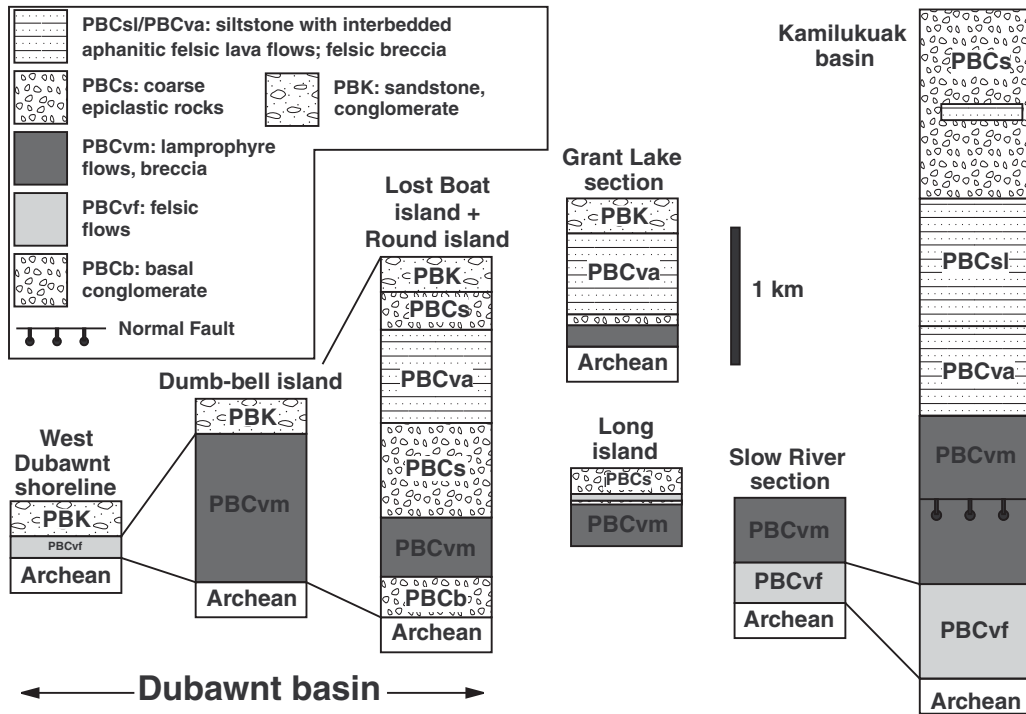 PBCsl/PBCva: siltstone with interbedded
aphanitic felsic lava flows; felsic breccia
PBCs: coarse
epiclastic rocks
PBK: sandstone,
conglomerate
PBCvm: lamprophyre
flows, breccia
PBCvf: felsic
flows
PBCb: basal
conglomerate
Normal Fault
West
Dubawnt
shoreline
PBK
PBCvf
Archean
Dumb-bell island
PBK
PBCvm
Archean
Lost Boat
island +
Round island
PBK
PBCs
PBCva
PBCs
PBCvm
PBCb
Archean
Dubawnt basin
Grant Lake
section
PBK
PBCva
Archean
1 km
Long
island
PBCs
PBCvm
Slow River
section
PBCvm
PBCvf
Archean
Kamilukuak
basin
PBCs
PBCsl
PBCva
PBCvm
PBCvf
Archean